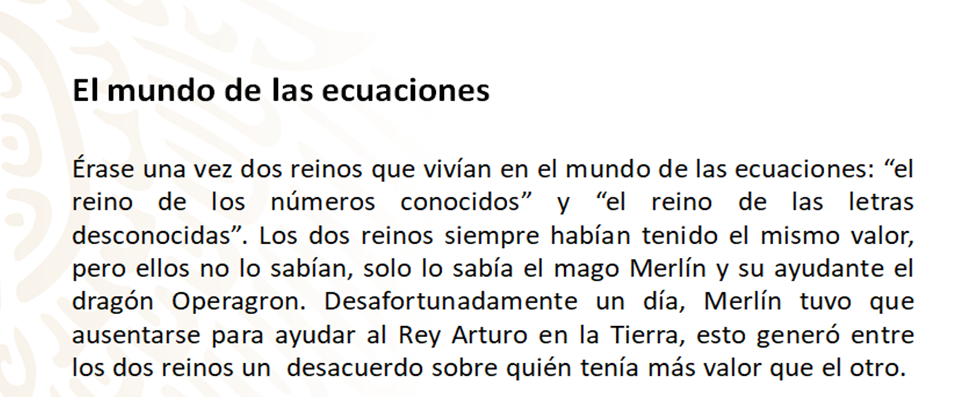 El mundo de las ecuaciones
Érase una vez dos reinos que vivían en el mundo de las ecuaciones: “el
reino de los números conocidos” y “el reino de las letras
desconocidas”. Los dos reinos siempre habían tenido el mismo valor,
pero ellos no lo sabían, solo lo sabía el mago Merlín y su ayudante el
dragón Operagron. Desafortunadamente un día, Merlín tuvo que
ausentarse para ayudar al Rey Arturo en la Tierra, esto generó entre
los dos reinos un  desacuerdo sobre quién tenía más valor que el otro.